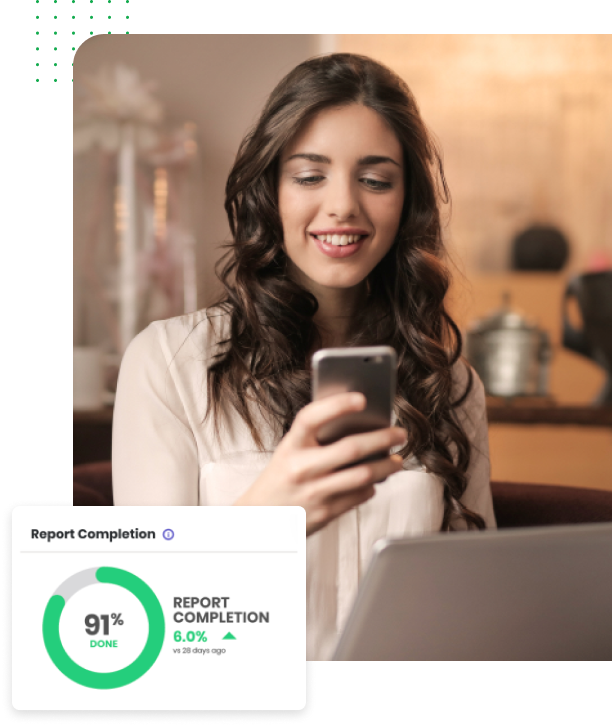 Report Completion
91%
DONE
REPORT
COMPLETION
6.0%
vs 28 days ago